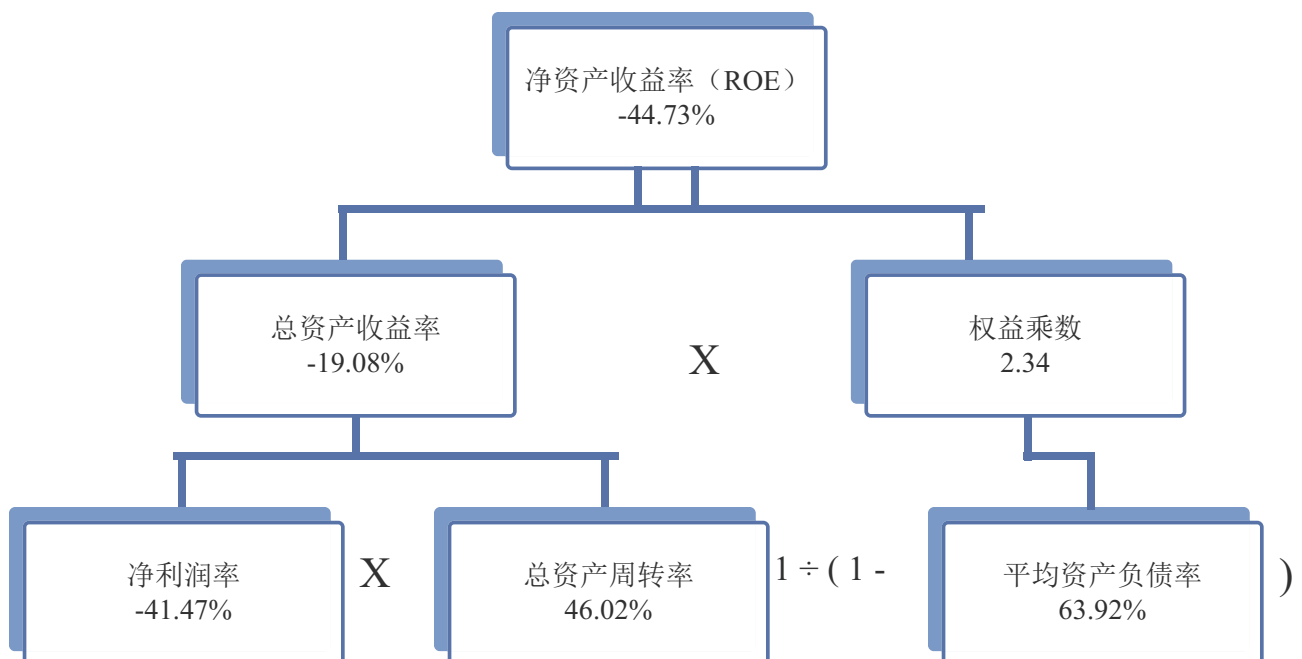 净资产收益率（ROE）
-44.73%
总资产收益率
-19.08%
X
权益乘数
2.34
净利润率
-41.47%
X
总资产周转率
46.02%
1 ÷ ( 1 -
平均资产负债率
63.92%
)